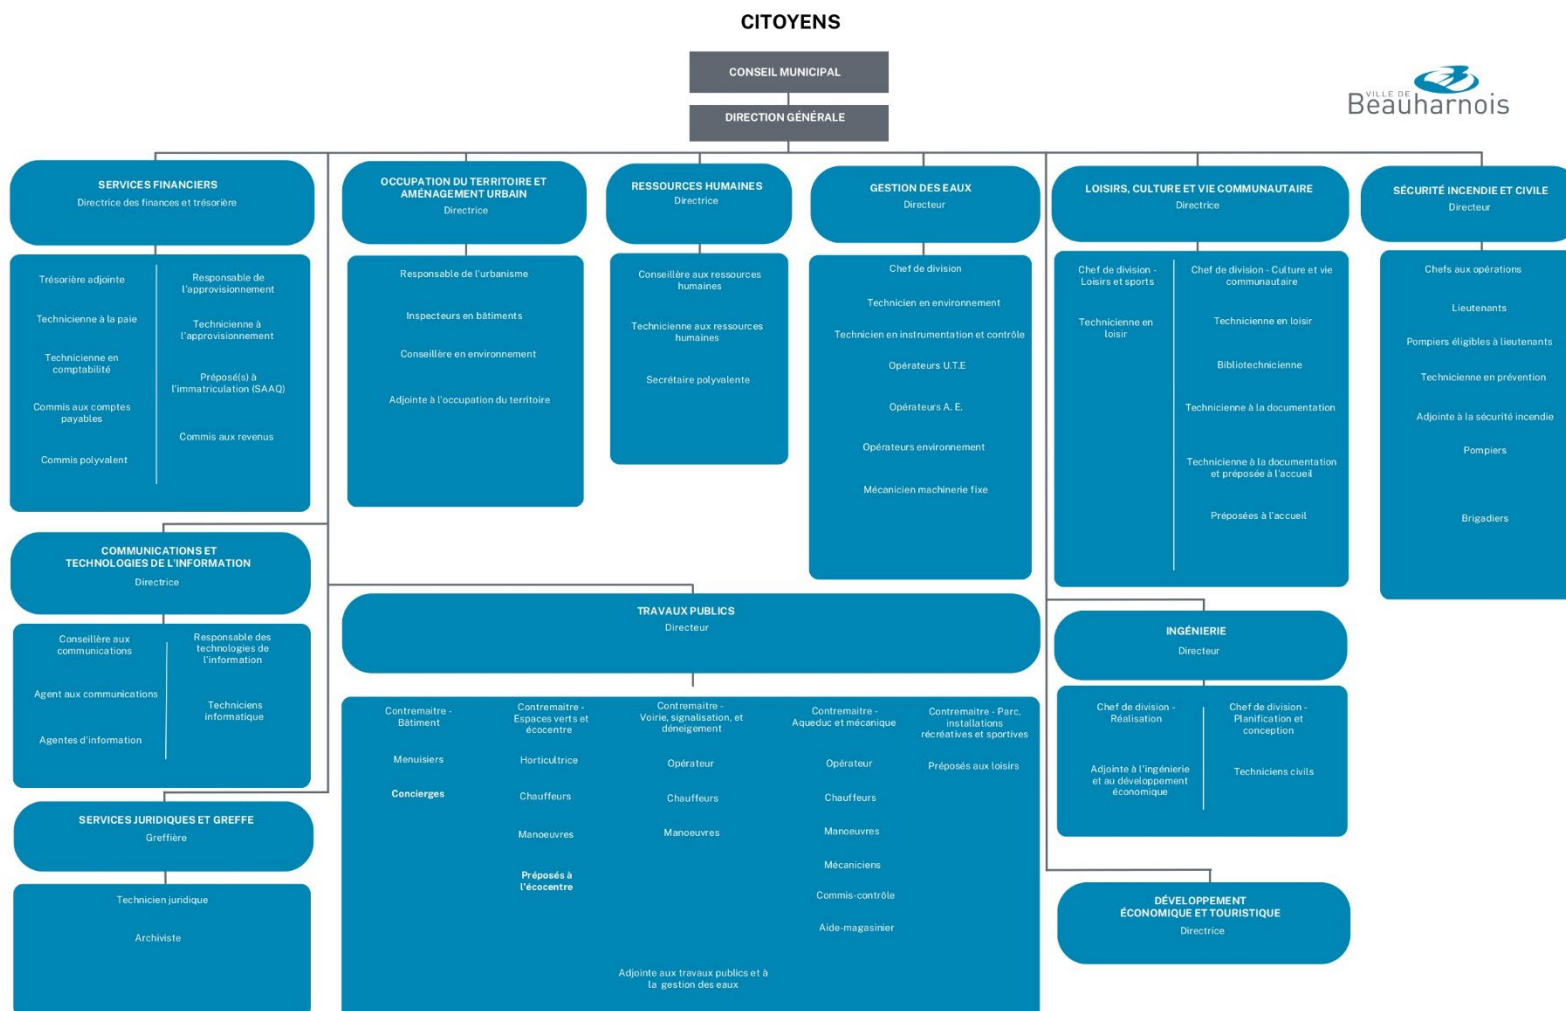 CITOYENS
CONSEIL MUNICIPAL
DIRECTION GÉNÉRALE
VILLE DE
Beauharnois
SERVICES FINANCIERS
Directrice des finances et trésorière
Trésorière adjointe
Technicienne à la paie
Technicienne en
comptabilité
Commis aux comptes
payables
Commis polyvalent
Responsable de
l'approvisionnement
Technicienne à
l'approvisionnement
Préposé(s) à
l'immatriculation (SAAQ)
Commis aux revenus
OCCUPATION DU TERRITOIRE ET
AMÉNAGEMENT URBAIN
Directrice
Responsable de l'urbanisme
Inspecteurs en bâtiments
Conseillère en environnement
Adjointe à l'occupation du territoire
RESSOURCES HUMAINES
Directrice
Conseillère aux ressources
humaines
Technicienne aux ressources
humaines
Secrétaire polyvalente
GESTION DES EAUX
Directeur
Chef de division
Technicien en environnement
Technicien en instrumentation et contrôle
Opérateurs U.T.E
Opérateurs A. E.
Opérateurs environnement
Mécanicien machinerie fixe
LOISIRS, CULTURE ET VIE COMMUNAUTAIRE
Directrice
Chef de division -
Loisirs et sports
Technicienne en
loisir
Chef de division - Culture et vie
communautaire
Technicienne en loisir
Bibliotechnicienne
Technicienne à la documentation
Technicienne à la documentation
et préposée à l'accueil
Préposées à l'accueil
SÉCURITÉ INCENDIE ET CIVILE
Directeur
Chefs aux opérations
Lieutenants
Pompiers éligibles à lieutenants
Technicienne en prévention
Adjointe à la sécurité incendie
Pompiers
Brigadiers
COMMUNICATIONS ET
TECHNOLOGIES DE L'INFORMATION
Directrice
Conseillère aux
communications
Agent aux communications
Agentes d'information
Responsable des
technologies de
l'information
Techniciens
informatique
TRAVAUX PUBLICS
Directeur
Contremaitre -
Bâtiment
Menuisiers
Concierges
Contremaitre -
Espaces verts et
écocentre
Horticultrice
Chauffeurs
Manoeuvres
Préposés à
l'écocentre
Contremaitre -
Voirie, signalisation, et
déneigement
Opérateur
Chauffeurs
Manoeuvres
Contremaitre -
Aqueduc et mécanique
Opérateur
Chauffeurs
Manoeuvres
Mécaniciens
Commis-contrôle
Aide-magasinier
Contremaitre - Parc,
installations
récréatives et sportives
Préposés aux loisirs
Adjointe aux travaux publics et à
la gestion des eaux
INGÉNIERIE
Directeur
Chef de division -
Réalisation
Adjointe à l'ingénierie
et au développement
économique
Chef de division -
Planification et
conception
Techniciens civils
SERVICES JURIDIQUES ET GREFFE
Greffière
Technicien juridique
Archiviste
DÉVELOPPEMENT
ÉCONOMIQUE ET TOURISTIQUE
Directrice